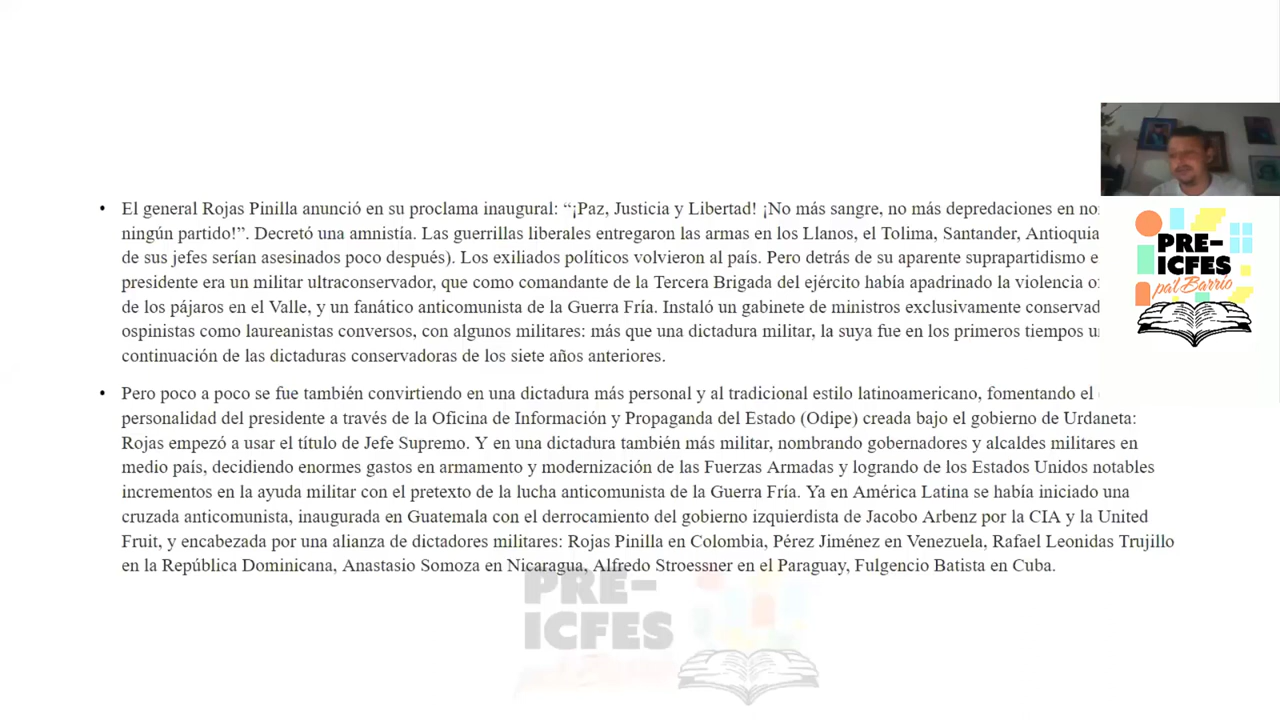 • El general Rojas Pinilla anunció en su proclama inaugural: “¡Paz, Justicia y Libertad! ¡No más sangre, no más depredaciones en
ningún partido!”. Decretó una amnistía. Las guerrillas liberales entregaron las armas en los Llanos, el Tolima, Santander, Antioquia
de sus jefes serían asesinados poco después). Los exiliados políticos volvieron al país. Pero detrás de su aparente suprapartidismo
presidente era un militar ultraconservador, que como comandante de la Tercera Brigada del ejército había apadrinado la violencia
de los pájaros en el Valle, y un fanático anticomunista de la Guerra Fría. Instaló un gabinete de ministros exclusivamente
ospinistas como laureanistas conversos, con algunos militares: más que una dictadura militar, la suya fue en los primeros tiempos
continuación de las dictaduras conservadoras de los siete años anteriores.
• Pero poco a poco se fue también convirtiendo en una dictadura más personal y al tradicional estilo latinoamericano, fomentando el
personalidad del presidente a través de la Oficina de Información y Propaganda del Estado (Odipe) creada bajo el gobierno de Urdaneta:
Rojas empezó a usar el título de Jefe Supremo. Y en una dictadura también más militar, nombrando gobernadores y alcaldes militares en
medio país, decidiendo enormes gastos en armamento y modernización de las Fuerzas Armadas y logrando de los Estados Unidos notables
incrementos en la ayuda militar con el pretexto de la lucha anticomunista de la Guerra Fría. Ya en América Latina se había iniciado una
cruzada anticomunista, inaugurada en Guatemala con el derrocamiento del gobierno izquierdista de Jacobo Arbenz por la CIA y la United
Fruit, y encabezada por una alianza de dictadores militares: Rojas Pinilla en Colombia, Pérez Jiménez en Venezuela, Rafael Leonidas Trujillo
en la República Dominicana, Anastasio Somoza en Nicaragua, Alfredo Stroessner en el Paraguay, Fulgencio Batista en Cuba.
PRE-
ICFES
pal Barrio
PRE-
ICFES